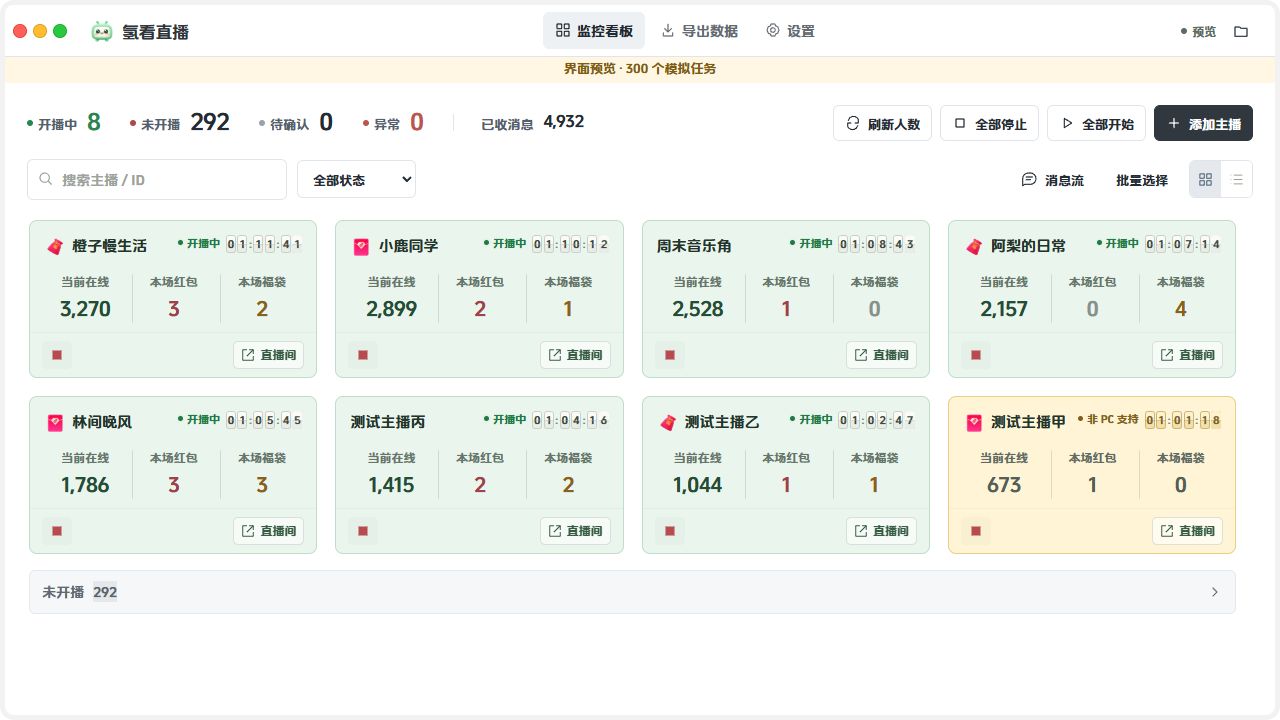 氢看直播
监控看板
导出数据
设置
预览
界面预览 · 300 个模拟任务
开播中 8
未开播 292
待确认 0
异常 0
已收消息 4,932
刷新人数
全部停止
全部开始
添加主播
搜索主播 / ID
全部状态
消息流
批量选择
橙子慢生活 开播中 01:11:41
当前在线 本场红包 本场福袋
3,270 3 2
直播间
小鹿同学 开播中 01:10:12
当前在线 本场红包 本场福袋
2,899 2 1
直播间
周末音乐角 开播中 01:08:43
当前在线 本场红包 本场福袋
2,528 1 0
直播间
阿梨的日常 开播中 01:07:14
当前在线 本场红包 本场福袋
2,157 0 4
直播间
林间晚风 开播中 01:05:45
当前在线 本场红包 本场福袋
1,786 3 3
直播间
测试主播丙 开播中 01:04:16
当前在线 本场红包 本场福袋
1,415 2 2
直播间
测试主播乙 开播中 01:02:47
当前在线 本场红包 本场福袋
1,044 1 1
直播间
测试主播甲 非 PC 支持 01:01:18
当前在线 本场红包 本场福袋
673 1 0
直播间
未开播 292